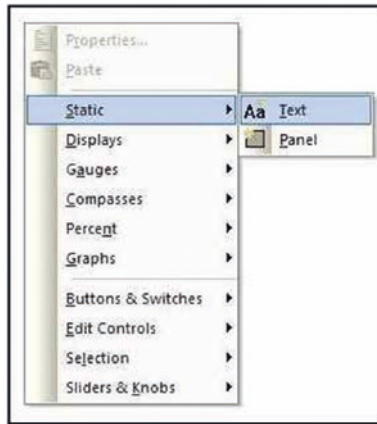 Properties...
Paste
Static
Aa Text
Panel
Displays
Gauges
Compasses
Percent
Graphs
Buttons & Switches
Edit Controls
Selection
Sliders & Knobs